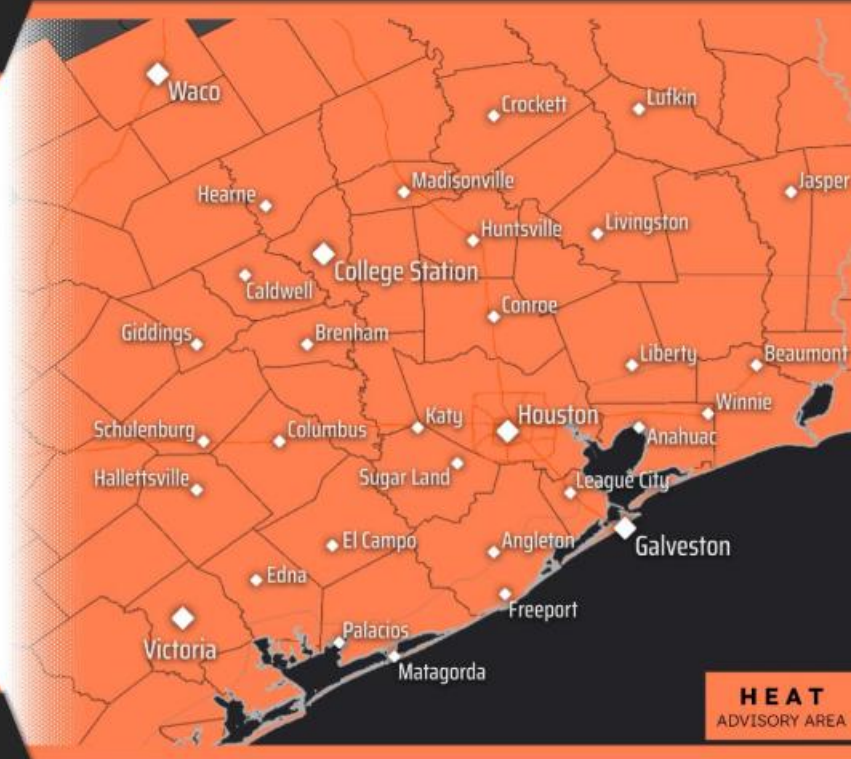 Waco
Crockett
Lufkin
Madisonville
Jasper
Hearne
Huntsville
Livingston
College Station
Caldwell
Conroe
Giddings
Brenham
Liberty
Beaumont
Winnie
Katy
Houston
Schulenburg
Columbus
Anahuac
Hallettsville
Sugar Land
League City
El Campo
Angleton
Galveston
Edna
Freeport
Palacios
Victoria
Matagorda
HEAT
ADVISORY AREA